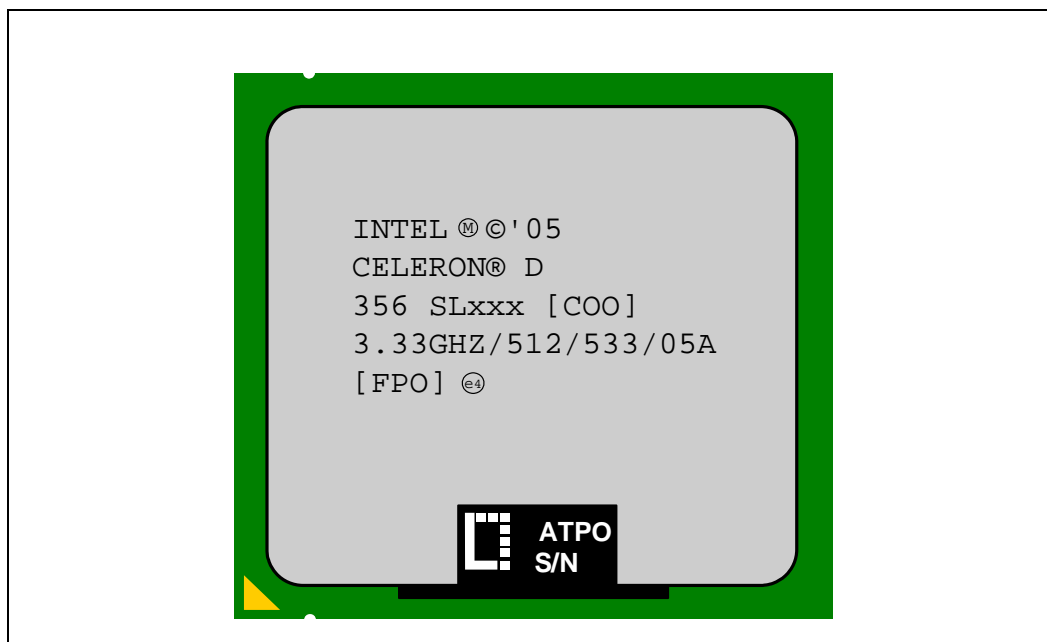 INTEL Ⓜ©'05
CELERON® D
356 SLxxx [COO]
3.33GHZ/512/533/05A
[FPO] (e4)
ATPO
S/N